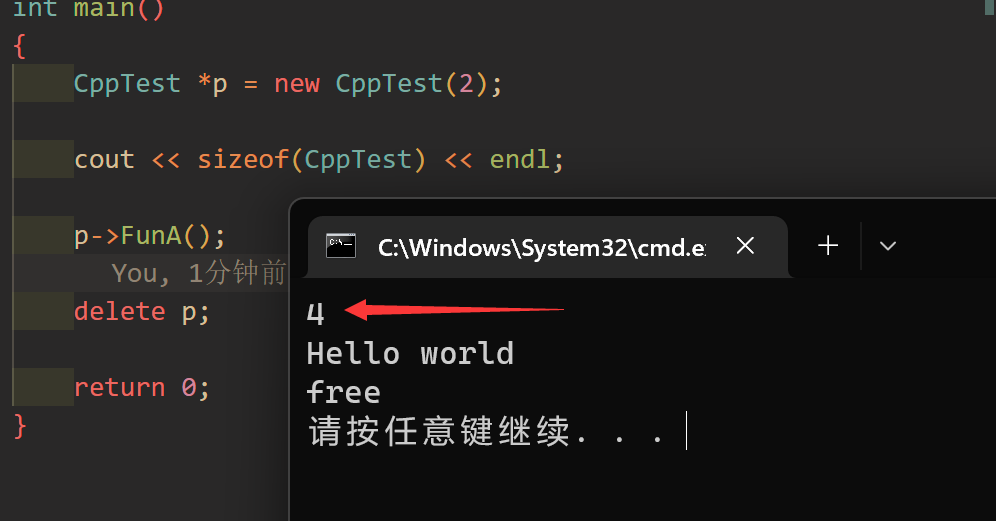 int main()
{
CppTest *p = new CppTest(2);
cout << sizeof(CppTest) << endl;
p->FunA();
You, 1分钟前
delete p;
return 0;
}
C:\Windows\System32\cmd.e
4
Hello world
free
请按任意键继续. . .